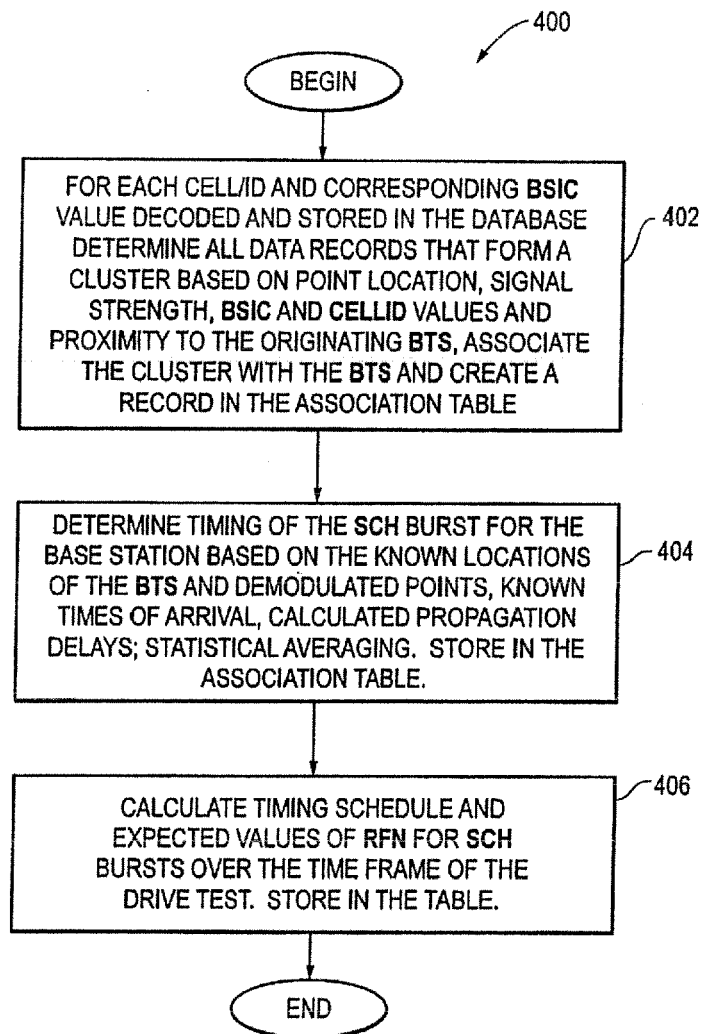 400
BEGIN
FOR EACH CELL/ID AND CORRESPONDING BSIC
VALUE DECODED AND STORED IN THE DATABASE
DETERMINE ALL DATA RECORDS THAT FORM A
CLUSTER BASED ON POINT LOCATION, SIGNAL
STRENGTH, BSIC AND CELLID VALUES AND
PROXIMITY TO THE ORIGINATING BTS, ASSOCIATE
THE CLUSTER WITH THE BTS AND CREATE A
RECORD IN THE ASSOCIATION TABLE
402
DETERMINE TIMING OF THE SCH BURST FOR THE
BASE STATION BASED ON THE KNOWN LOCATIONS
OF THE BTS AND DEMODULATED POINTS, KNOWN
TIMES OF ARRIVAL, CALCULATED PROPAGATION
DELAYS; STATISTICAL AVERAGING. STORE IN THE
ASSOCIATION TABLE.
404
CALCULATE TIMING SCHEDULE AND
EXPECTED VALUES OF RFN FOR SCH
BURSTS OVER THE TIME FRAME OF THE
DRIVE TEST. STORE IN THE TABLE.
406
END